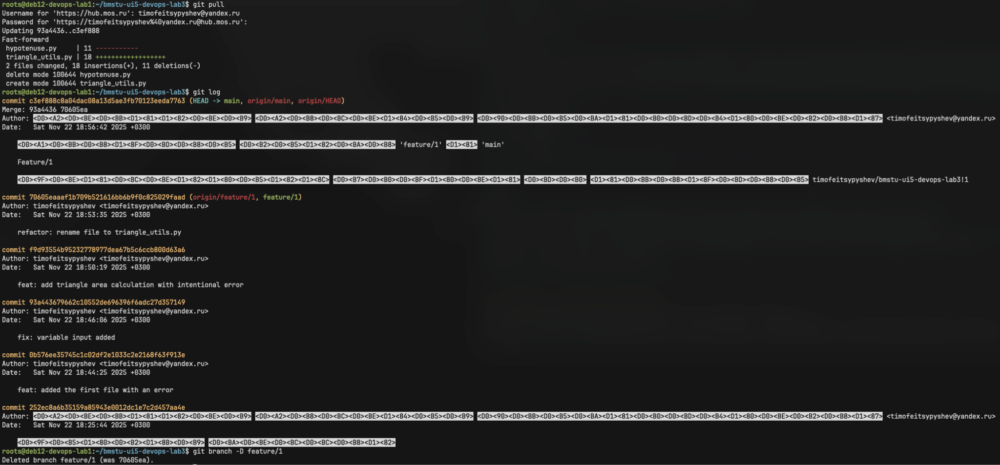 roots@deb12-devops-lab1:~/bmstu-ui5-devops-lab3$ git pull
Username for 'https://hub.mos.ru': timofeitsypyshev@yandex.ru
Password for 'https://timofeitsypyshev%40yandex.ru@hub.mos.ru':
Updating 93a4436..c3ef888
Fast-forward
 hypotenuse.py     | 11 -----------
 triangle_utils.py | 18 ++++++++++++++++++
 2 files changed, 18 insertions(+), 11 deletions(-)
 delete mode 100644 hypotenuse.py
 create mode 100644 triangle_utils.py
roots@deb12-devops-lab1:~/bmstu-ui5-devops-lab3$ git log
commit c3ef888c8a04dac08a13d5ae3fb70123eeda7763 (HEAD -> main, origin/main, origin/HEAD)
Merge: 93a4436 70605ea
Author: <D0><A2><D0><BE><D0><BB><D1><81><D1><82><D0><BE><D0><B9> <D0><A2><D0><B8><D0><BC><D0><BE><D1><84><D0><B5><D0><B9> <D0><90><D0><BB><D0><B5><D0><BA><D1><81><D0><B0><D0><BD><D0><B4><D1><80><D0><BE><D0><B2><D0><B8><D1><87> <timofeitsypyshev@yandex.ru>
Date:   Sat Nov 22 18:56:42 2025 +0300
    <D0><A1><D0><BB><D0><B8><D1><8F><D0><BD><D0><B8><D0><B5> <D0><B2><D0><B5><D1><82><D0><BA><D0><B8> 'feature/1' <D1><81> 'main'
    Feature/1
    <D0><9F><D0><BE><D1><81><D0><BC><D0><BE><D1><82><D1><80><D0><B5><D1><82><D1><8C> <D0><B7><D0><B0><D0><BF><D1><80><D0><BE><D1><81> <D0><BD><D0><B0> <D1><81><D0><BB><D0><B8><D1><8F><D0><BD><D0><B8><D0><B5> timofeitsypyshev/bmstu-ui5-devops-lab3!1
commit 70605eaaaf1b709b521616bb6b9f0c825029faad (origin/feature/1, feature/1)
Author: timofeitsypyshev <timofeitsypyshev@yandex.ru>
Date:   Sat Nov 22 18:53:35 2025 +0300
    refactor: rename file to triangle_utils.py
commit f9d93554b95232778977dea67b5c6ccb800d63a6
Author: timofeitsypyshev <timofeitsypyshev@yandex.ru>
Date:   Sat Nov 22 18:50:19 2025 +0300
    feat: add triangle area calculation with intentional error
commit 93a443679662c10552de696396f6adc27d357149
Author: timofeitsypyshev <timofeitsypyshev@yandex.ru>
Date:   Sat Nov 22 18:46:06 2025 +0300
    fix: variable input added
commit 0b576ee35745c1c02df2e1033c2e2168f63f913e
Author: timofeitsypyshev <timofeitsypyshev@yandex.ru>
Date:   Sat Nov 22 18:44:25 2025 +0300
    feat: added the first file with an error
commit 252ec8a6b35159a85943e0012dc1e7c2d457aa4e
Author: <D0><A2><D0><BE><D0><BB><D1><81><D1><82><D0><BE><D0><B9> <D0><A2><D0><B8><D0><BC><D0><BE><D1><84><D0><B5><D0><B9> <D0><90><D0><BB><D0><B5><D0><BA><D1><81><D0><B0><D0><BD><D0><B4><D1><80><D0><BE><D0><B2><D0><B8><D1><87> <timofeitsypyshev@yandex.ru>
Date:   Sat Nov 22 18:25:44 2025 +0300
    <D0><9F><D0><B5><D1><80><D0><B2><D1><8B><D0><B9> <D0><BA><D0><BE><D0><BC><D0><BC><D0><B8><D1><82>
roots@deb12-devops-lab1:~/bmstu-ui5-devops-lab3$ git branch -D feature/1
Deleted branch feature/1 (was 70605ea).